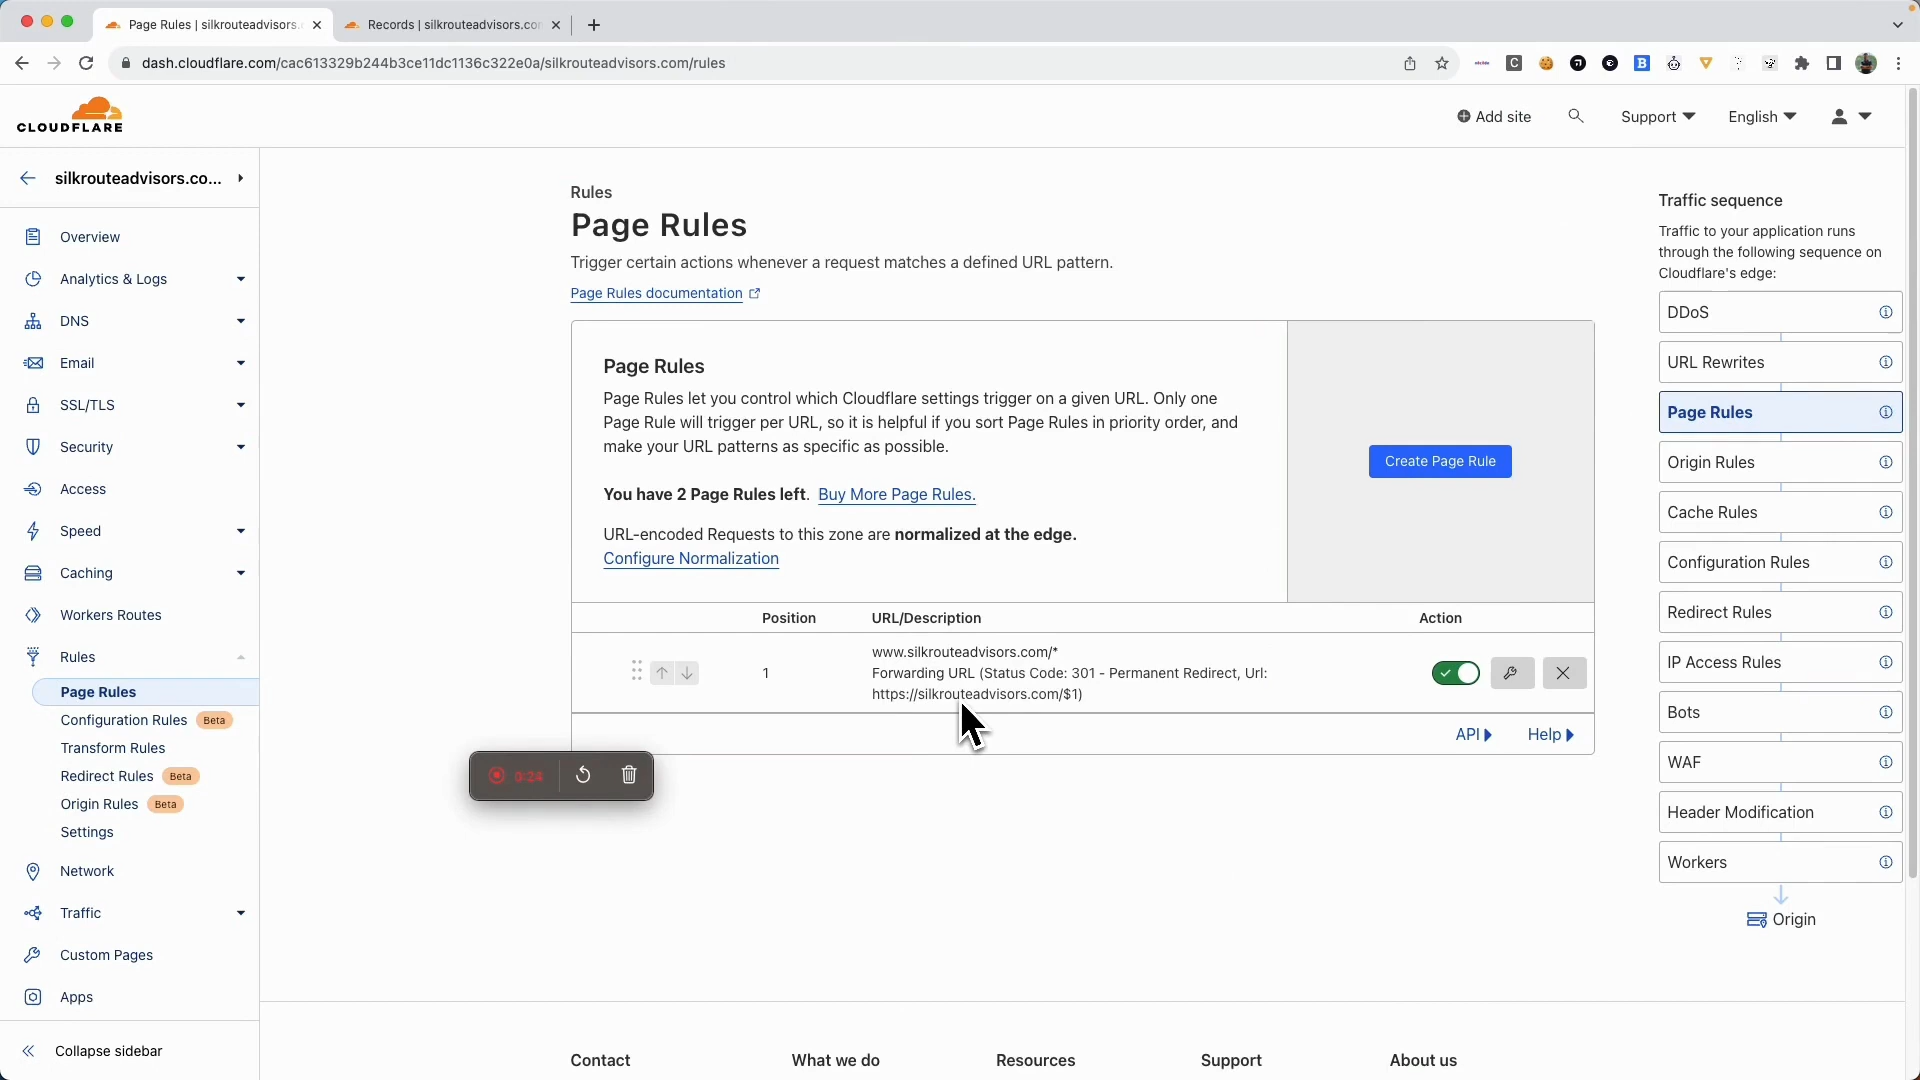 Page Rules | silkrouteadvisors.
Records | silkrouteadvisors.co
dash.cloudflare.com/cac613329b244b3ce11dc1136c322e0a/silkrouteadvisors.com/rules
CLOUDFLARE
Add site
Support
English
silkrouteadvisors.co...
Overview
Analytics & Logs
DNS
Email
SSL/TLS
Security
Access
Speed
Caching
Workers Routes
Rules
Page Rules
Configuration Rules Beta
Transform Rules
Redirect Rules Beta
Origin Rules Beta
Settings
Network
Traffic
Custom Pages
Apps
Collapse sidebar
Rules
Page Rules
Trigger certain actions whenever a request matches a defined URL pattern.
Page Rules documentation
Page Rules
Page Rules let you control which Cloudflare settings trigger on a given URL. Only one
Page Rule will trigger per URL, so it is helpful if you sort Page Rules in priority order, and
make your URL patterns as specific as possible.
You have 2 Page Rules left. Buy More Page Rules.
URL-encoded Requests to this zone are normalized at the edge.
Configure Normalization
Create Page Rule
Position URL/Description Action
1
www.silkrouteadvisors.com/*
Forwarding URL (Status Code: 301 - Permanent Redirect, Url:
https://silkrouteadvisors.com/$1)
API Help
0:24
Traffic sequence
Traffic to your application runs
through the following sequence on
Cloudflare's edge:
DDoS
URL Rewrites
Page Rules
Origin Rules
Cache Rules
Configuration Rules
Redirect Rules
IP Access Rules
Bots
WAF
Header Modification
Workers
Origin
Contact What we do Resources Support About us